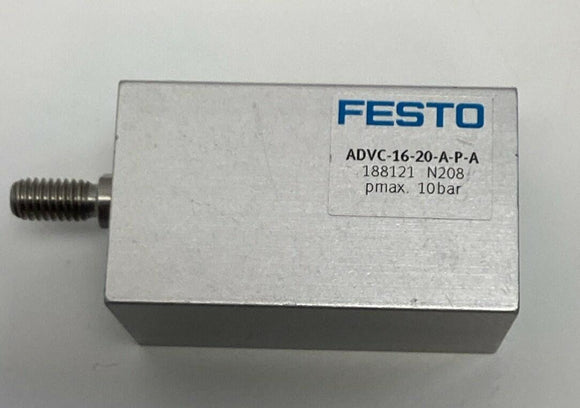 FESTO
ADVC-16-20-A-P-A
188121 N208
pmax. 10bar